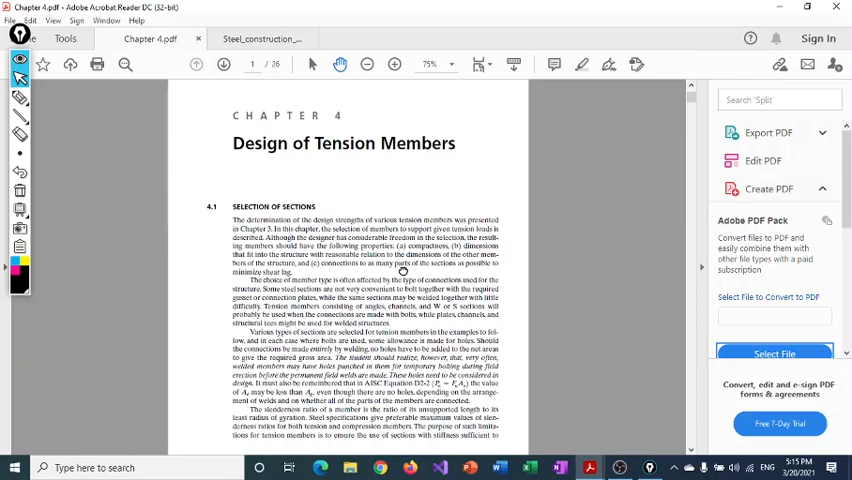 Chapter 4.pdf - Adobe Acrobat Reader DC (32-bit)
File Edit View Sign Window Help
Home Tools Chapter 4.pdf × Steel_construction_... Sign In
1 / 26 75%
CHAPTER 4
Design of Tension Members
4.1 SELECTION OF SECTIONS
The determination of the design strengths of various tension members was presented
in Chapter 3. In this chapter, the selection of members to support given tension loads is
described. Although the designer has considerable freedom in the selection, the result-
ing members should have the following properties: (a) compactness, (b) dimensions
that fit into the structure with reasonable relation to the dimensions of the other mem-
bers of the structure, and (c) connections to as many parts of the sections as possible to
minimize shear lag.
The choice of member type is often affected by the type of connections used for the
structure. Some steel sections are not very convenient to bolt together with the required
gusset or connection plates, while the same sections may be welded together with little
difficulty. Tension members consisting of angles, channels, and W or S sections will
probably be used when the connections are made with bolts, while plates, channels, and
structural tees might be used for welded structures.
Various types of sections are selected for tension members in the examples to fol-
low, and in each case where bolts are used, some allowance is made for holes. Should
the connections be made entirely by welding, no holes have to be added to the net areas
to give the required gross area. The student should realize, however, that, very often,
welded members may have holes punched in them for temporary bolting during field
erection before the permanent field welds are made. These holes need to be considered in
design. It must also be remembered that in AISC Equation D2-2 (Pn = FuAe) the value
of Ae may be less than Ag, even though there are no holes, depending on the arrange-
ment of welds and on whether all of the parts of the members are connected.
The slenderness ratio of a member is the ratio of its unsupported length to its
least radius of gyration. Steel specifications give preferable maximum values of slen-
derness ratios for both tension and compression members. The purpose of such limita-
tions for tension members is to ensure the use of sections with stiffness sufficient to
Search 'Split'
Export PDF
Edit PDF
Create PDF
Adobe PDF Pack
Convert files to PDF and
easily combine them with
other file types with a paid
subscription
Select File to Convert to PDF
Select File
Convert, edit and e-sign PDF
forms & agreements
Free 7-Day Trial
Type here to search
ENG
5:15 PM
3/20/2021